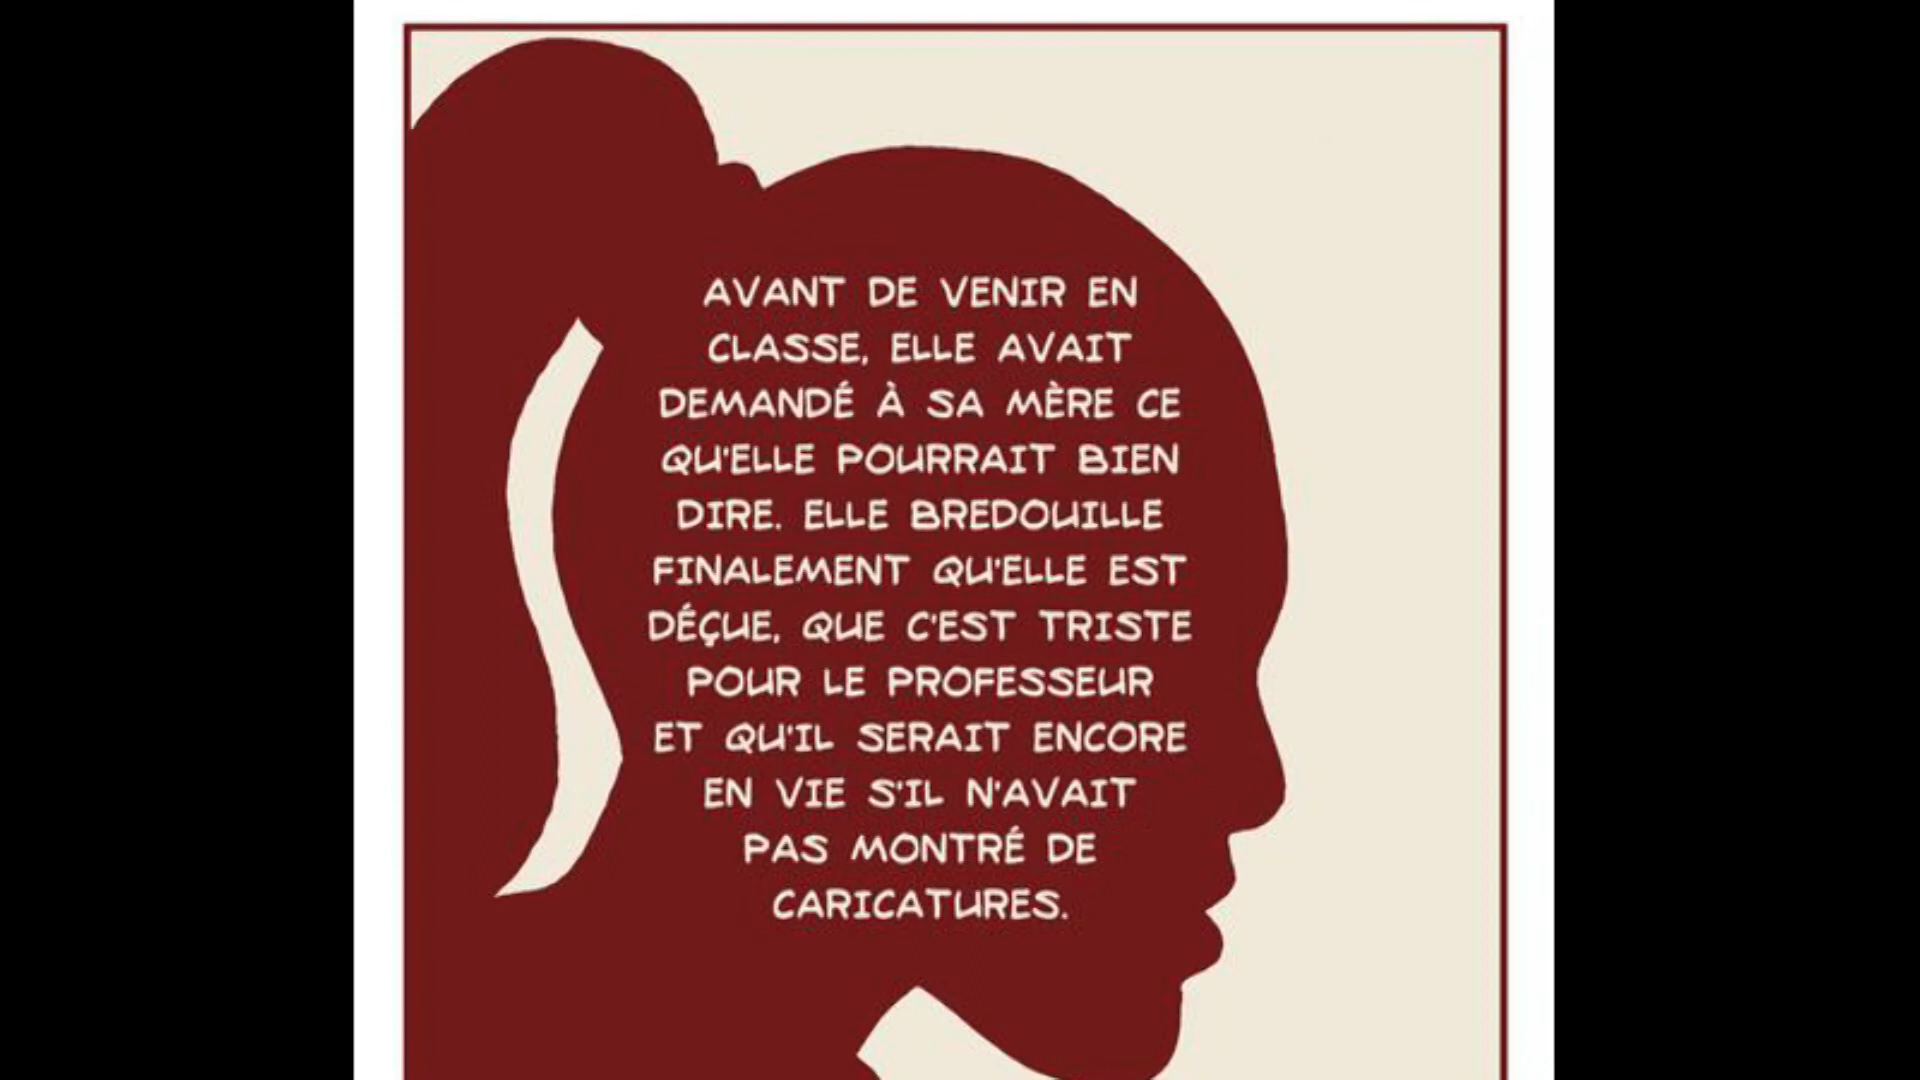 AVANT DE VENIR EN
CLASSE, ELLE AVAIT
DEMANDÉ À SA MÈRE CE
QU'ELLE POURRAIT BIEN
DIRE. ELLE BREDOUILLE
FINALEMENT QU'ELLE EST
DÉÇUE, QUE C'EST TRISTE
POUR LE PROFESSEUR
ET QU'IL SERAIT ENCORE
EN VIE S'IL N'AVAIT
PAS MONTRÉ DE
CARICATURES.